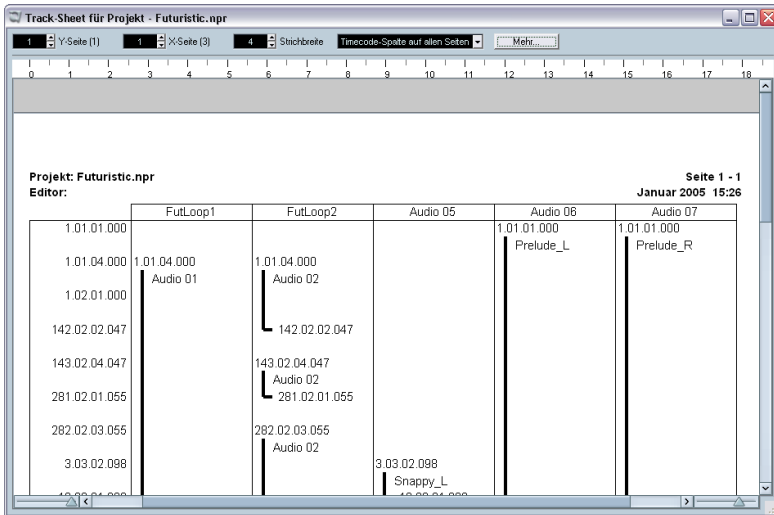 Track-Sheet für Projekt - Futuristic.npr
1 Y-Seite (1) 1 X-Seite (3) 4 Strichbreite Timecode-Spalte auf allen Seiten Mehr...
0 1 2 3 4 5 6 7 8 9 10 11 12 13 14 15 16 17 18
Projekt: Futuristic.npr Seite 1 - 1
Editor: Januar 2005 15:26
FutLoop1 FutLoop2 Audio 05 Audio 06 Audio 07
1.01.01.000 1.01.01.000 1.01.01.000
Prelude_L Prelude_R
1.01.04.000 1.01.04.000 1.01.04.000
Audio 01 Audio 02
1.02.01.000
142.02.02.047 142.02.02.047
143.02.04.047 143.02.04.047
Audio 02
281.02.01.055 281.02.01.055
282.02.03.055 282.02.03.055
Audio 02
3.03.02.098 3.03.02.098
Snappy_L